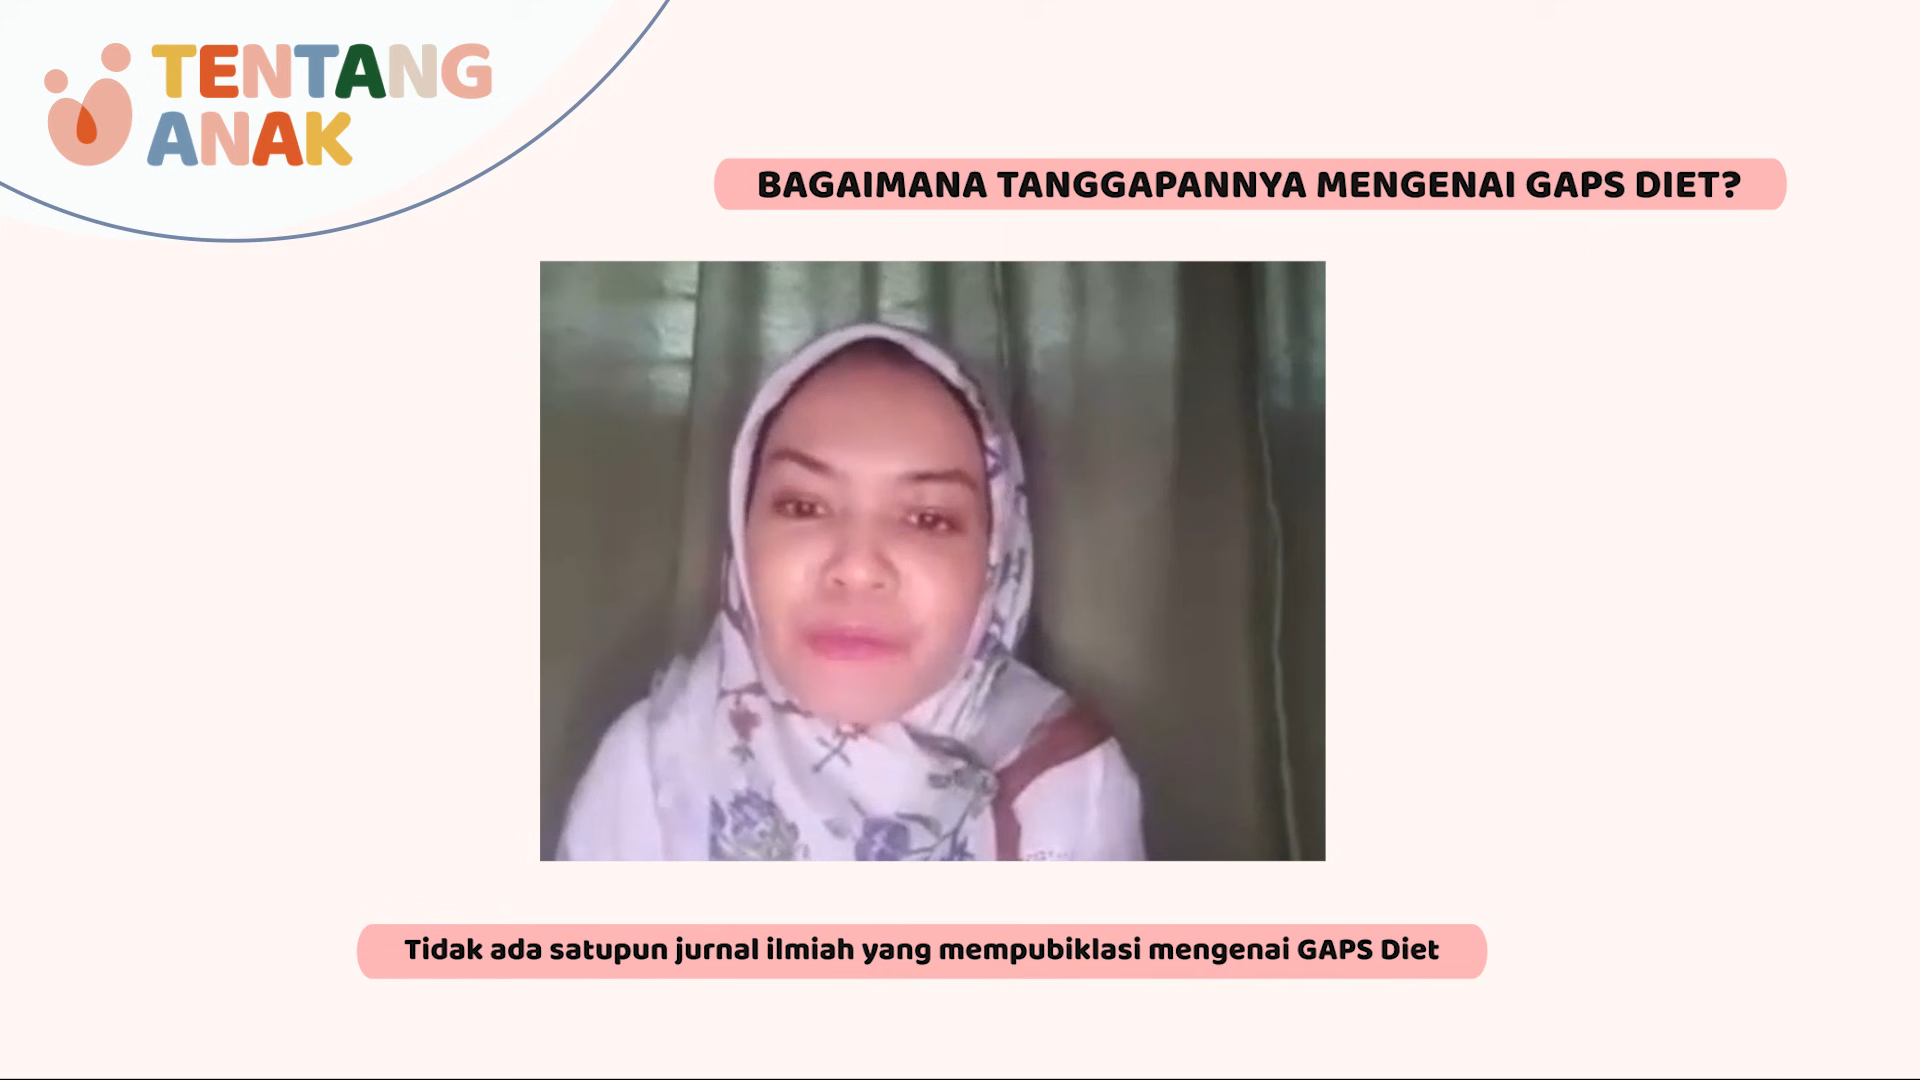 TENTANG
ANAK
BAGAIMANA TANGGAPANNYA MENGENAI GAPS DIET?
Tidak ada satupun jurnal ilmiah yang mempubiklasi mengenai GAPS Diet